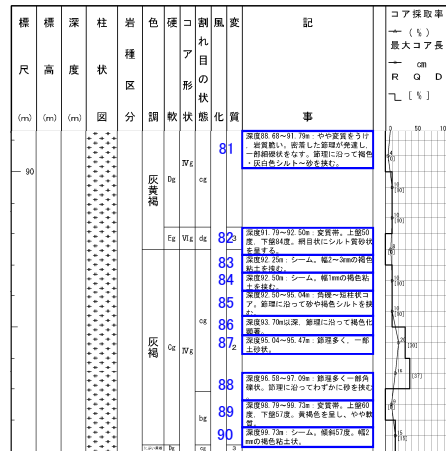 標尺
(m)
標高
(m)
深度
(m)
柱状図
岩種区分
色調
硬軟
コア形状
割れ目の状態
風化
変質
記事
コア採取率
(%)
最大コア長
cm
RQD
[%]
0 50 100
90
灰黄褐
灰褐
Dg
Eg
Cg
Dg
Ⅳg
Ⅵg
Ⅳg
cg
dg
cg
bg
cg
3
2
3
81
深度88.68～91.79m：やや変質をうけ、
岩質脆い。密着した節理が発達し、
一部細礫状をなす。節理に沿って褐色
・灰白色シルト～砂を挟む。
82
深度91.79～92.50m：変質帯。上盤50
度、下盤84度。網目状にシルト質砂状
を呈する。
83
深度92.25m：シーム。幅2～3mmの褐色
粘土を挟む。
84
深度92.50m：シーム。幅1mmの褐色粘
土を挟む。
85
深度92.50～95.04m：角礫～短柱状コ
ア。節理に沿って砂や褐色シルトを挟
む。
86
深度93.70m以深、節理に沿って褐色化
顕著。
87
深度95.04～95.47m：節理多く、一部
土砂状。
88
深度96.58～97.09m：節理多く一部角
礫状。節理に沿ってわずかに砂を挟む
89
深度98.79～99.73m：変質帯。上盤60
度、下盤57度。黄褐色を呈し、やや軟
質。
90
深度99.73m：シーム。傾斜57度。幅2
mmの褐色粘土状。
[30]
[37]
[15]